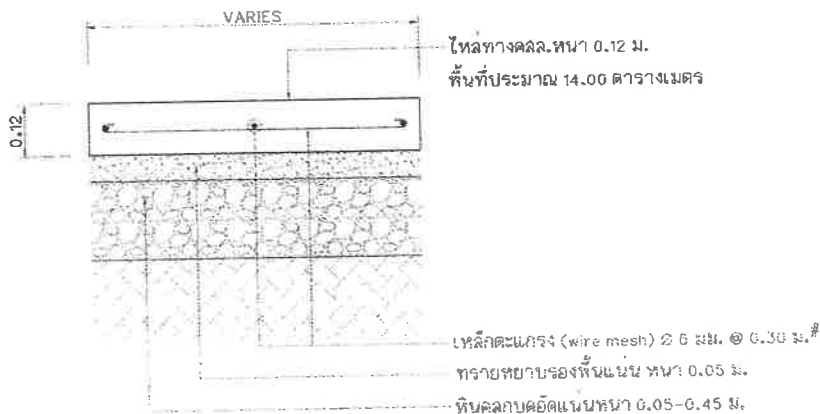 VARIES
ไหล่ทางคสล.หนา 0.12 ม.
พื้นที่ประมาณ 14.00 ตารางเมตร
0.12
เหล็กตะแกรง (wire mesh) Ø 6 มม. @ 0.30 ม.#
ทรายหยาบรองพื้นแน่น หนา 0.05 ม.
หินคลุกบดอัดแน่นหนา 0.05-0.45 ม.